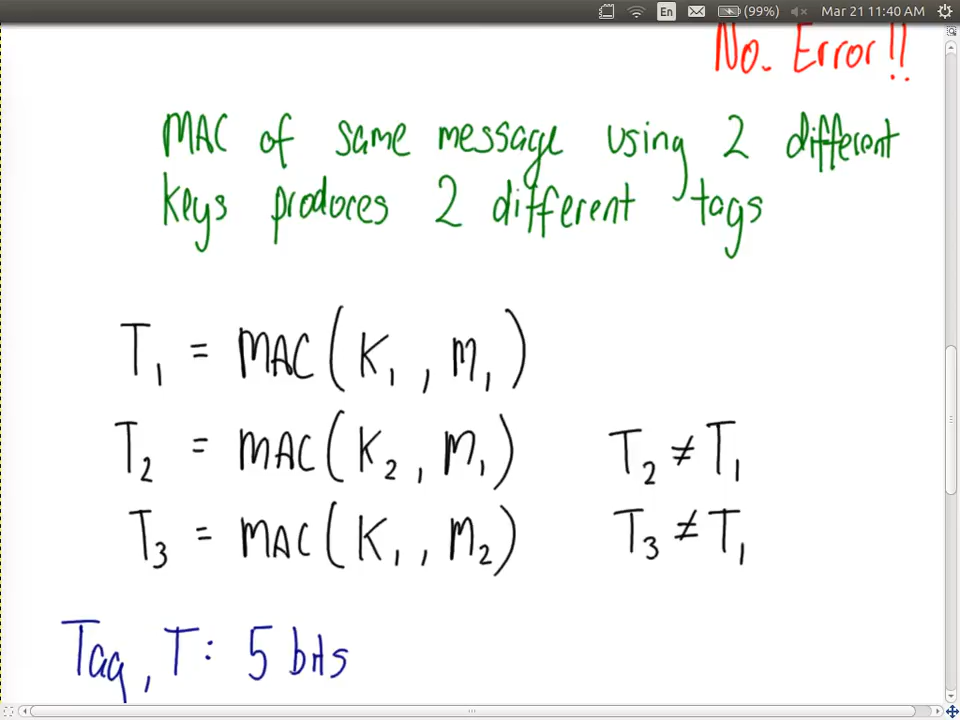 En (99%) Mar 21 11:40 AM
No. Error!!
MAC of same message using 2 different
keys produces 2 different tags
T₁ = MAC(K₁, M₁)
T₂ = MAC(K₂, M₁) T₂ ≠ T₁
T₃ = MAC(K₁, M₂) T₃ ≠ T₁
Tag, T: 5 bits